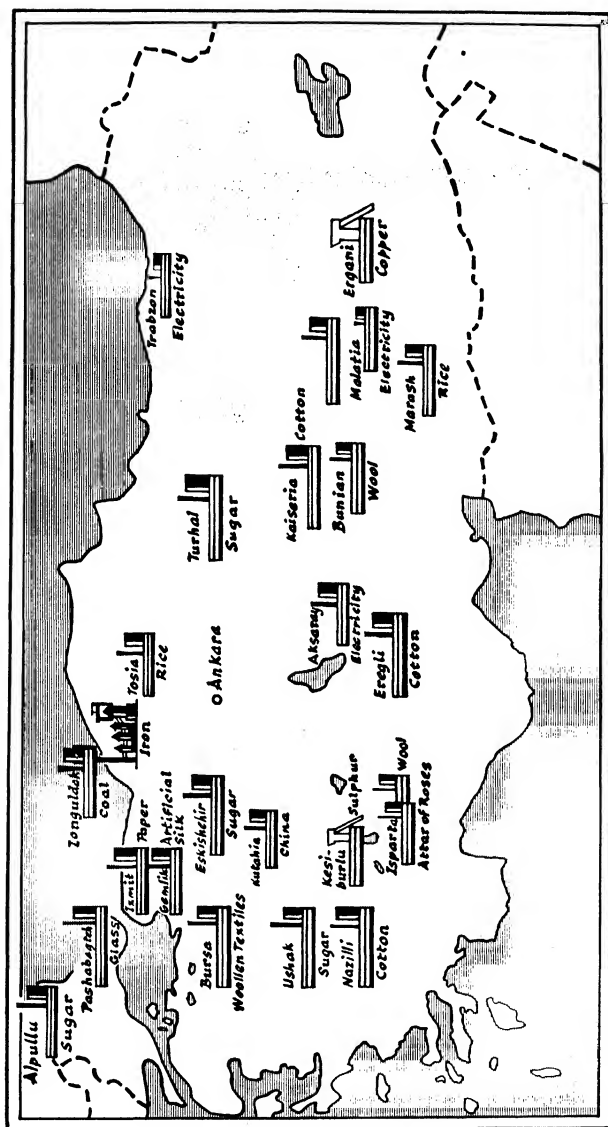 Alpullu
Sugar
Pashabagtch
Glass
Zonguldak
Coal
Iron
Izmit
Paper
Gemlik
Artificial
Silk
Tosia
Rice
Trabzon
Electricity
Bursa
Woollen Textiles
Eskishehir
Sugar
Ankara
Turhal
Sugar
Kutahia
China
Ushak
Sugar
Nazilli
Cotton
Kesi-
burlu
Sulphur
Isparta
Wool
Attar of Roses
Aksaray
Electricity
Eregli
Cotton
Kaiseria
Cotton
Bunian
Wool
Cotton
Malatia
Electricity
Marash
Rice
Ergani
Copper